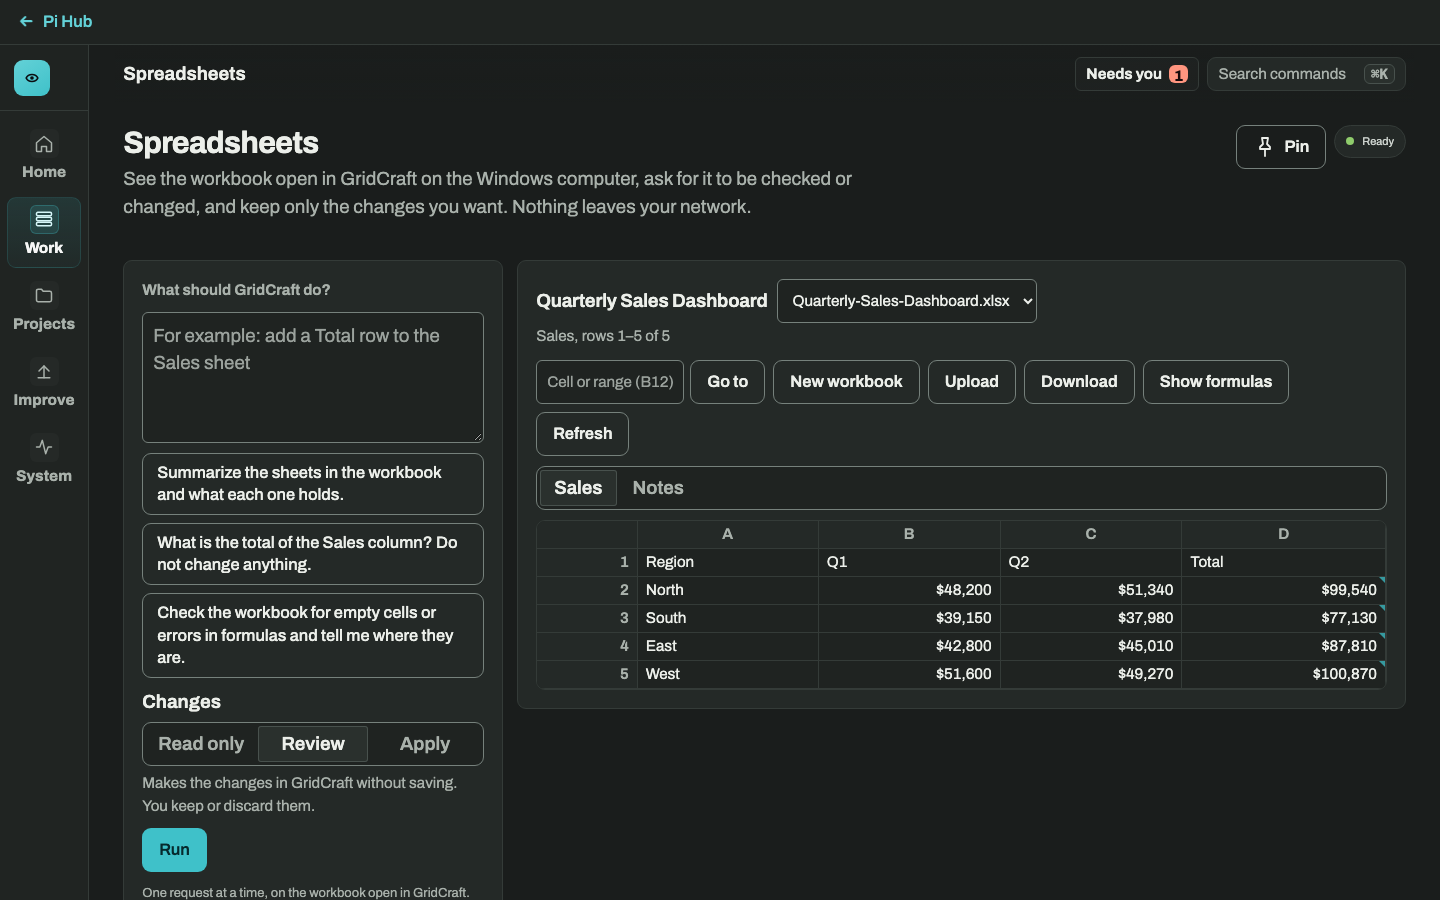 ← Pi Hub
Home
Work
Projects
Improve
System
Spreadsheets
Needs you 1
Search commands ⌘K
Spreadsheets
See the workbook open in GridCraft on the Windows computer, ask for it to be checked or
changed, and keep only the changes you want. Nothing leaves your network.
Pin
Ready
What should GridCraft do?
For example: add a Total row to the
Sales sheet
Summarize the sheets in the workbook
and what each one holds.
What is the total of the Sales column? Do
not change anything.
Check the workbook for empty cells or
errors in formulas and tell me where they
are.
Changes
Read only Review Apply
Makes the changes in GridCraft without saving.
You keep or discard them.
Run
One request at a time, on the workbook open in GridCraft.
Quarterly Sales Dashboard Quarterly-Sales-Dashboard.xlsx
Sales, rows 1–5 of 5
Cell or range (B12) Go to New workbook Upload Download Show formulas
Refresh
Sales Notes
A B C D
1 Region Q1 Q2 Total
2 North $48,200 $51,340 $99,540
3 South $39,150 $37,980 $77,130
4 East $42,800 $45,010 $87,810
5 West $51,600 $49,270 $100,870